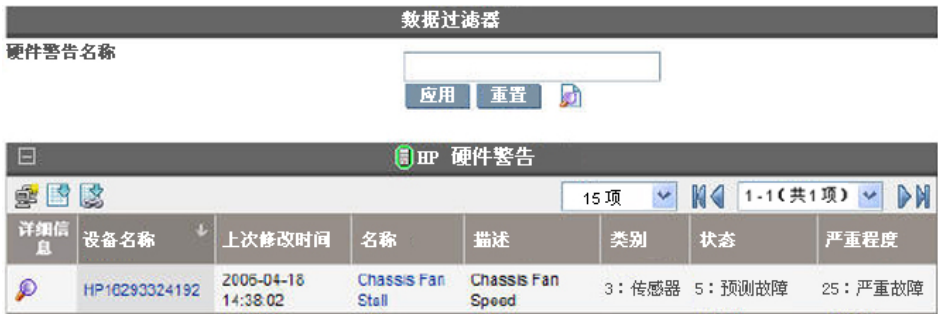 数据过滤器
硬件警告名称
应用 重置
HP 硬件警告
15 项 1-1(共1项)
详细信息 设备名称 上次修改时间 名称 描述 类别 状态 严重程度
HP16293324192 2006-04-18 14:38:02 Chassis Fan Stall Chassis Fan Speed 3：传感器 5：预测故障 25：严重故障